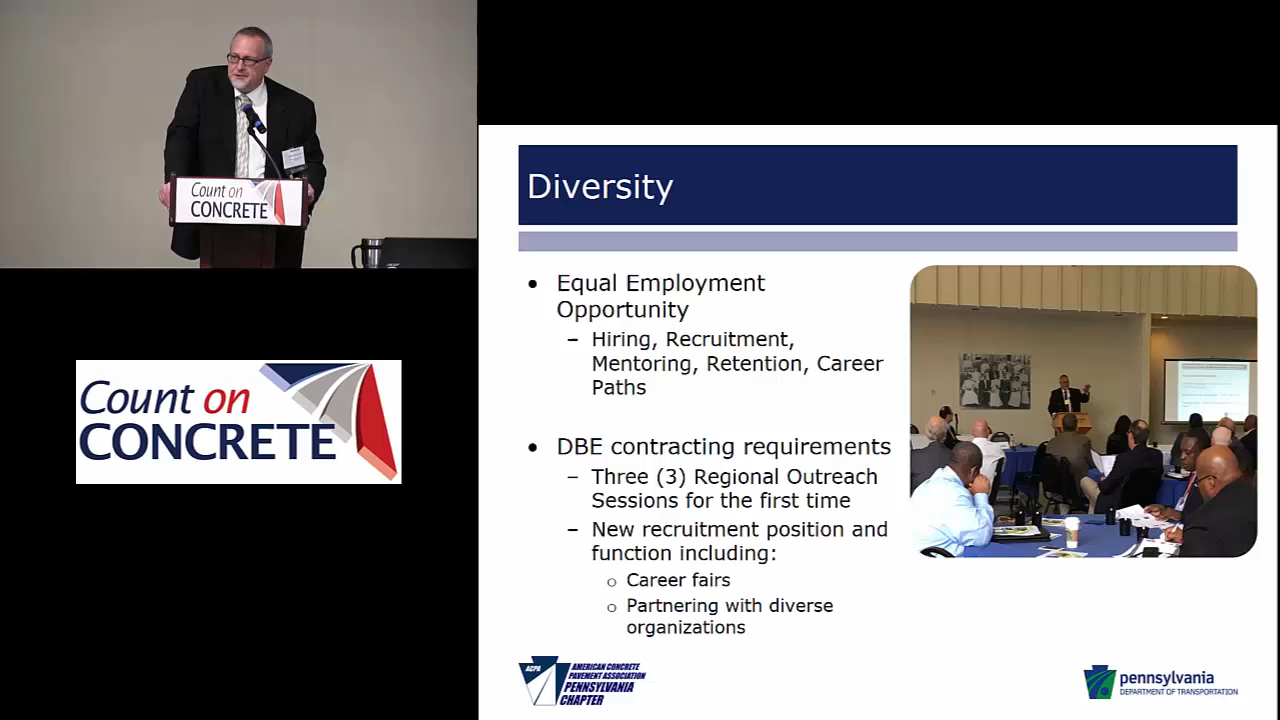 Count on
CONCRETE
Count on
CONCRETE
Diversity
• Equal Employment
Opportunity
– Hiring, Recruitment,
Mentoring, Retention, Career
Paths
• DBE contracting requirements
– Three (3) Regional Outreach
Sessions for the first time
– New recruitment position and
function including:
o Career fairs
o Partnering with diverse
organizations
ACPA
AMERICAN CONCRETE
PAVEMENT ASSOCIATION
PENNSYLVANIA
CHAPTER
pennsylvania
DEPARTMENT OF TRANSPORTATION